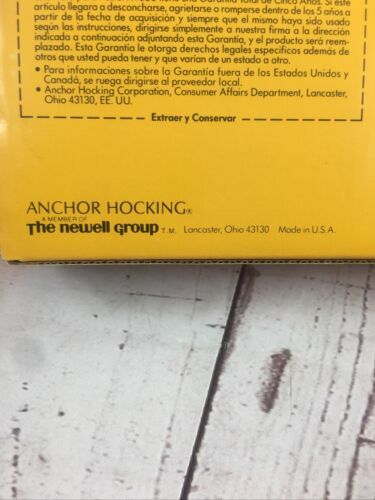 artículo llegara a desconcharse, agrietarse o romperse dentro de los 5 años a
partir de la fecha de acquisición y siempre que el mismo haya sido usado
según las instrucciones, dirigirse simplemente a nuestra firma a la dirección
indicada a continuación adjuntando esta Garantía, y el producto será reem-
plazado. Esta Garantía le otorga derechos legales especificos además de
otros que usted pueda tener y que varían de un estado a otro.
• Para informaciones sobre la Garantía fuera de los Estados Unidos y
Canadá, se ruega dirigirse al proveedor local.
• Anchor Hocking Corporation, Consumer Affairs Department, Lancaster,
Ohio 43130, EE. UU.
Extraer y Conservar
ANCHOR HOCKING®
A MEMBER OF
The newell group T.M. Lancaster, Ohio 43130 Made in U.S.A.